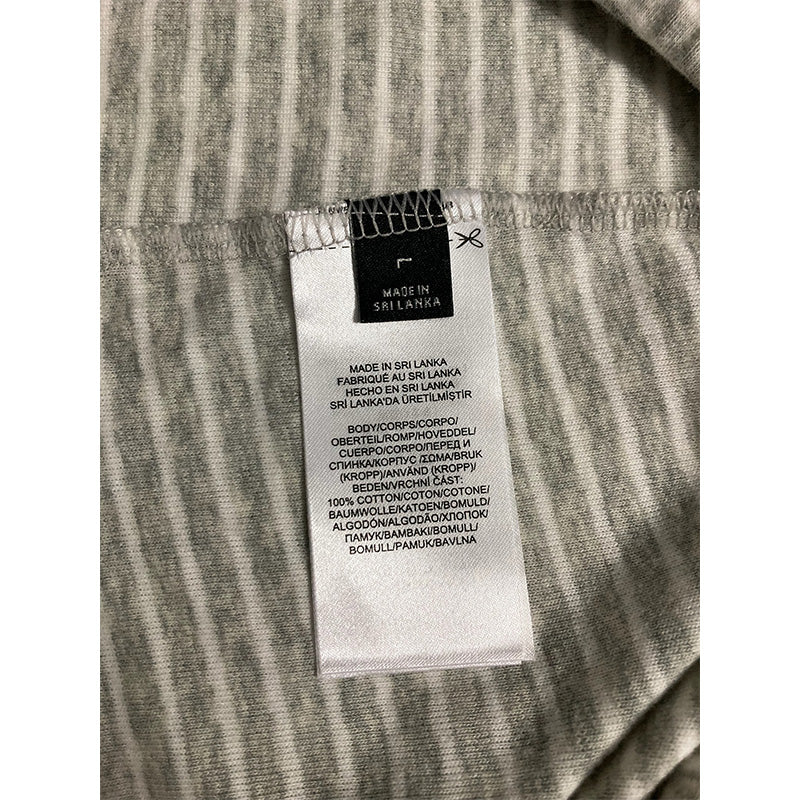 L
MADE IN
SRI LANKA
MADE IN SRI LANKA
FABRIQUÉ AU SRI LANKA
HECHO EN SRI LANKA
SRİ LANKA'DA ÜRETİLMİŞTİR
BODY/CORPS/CORPO/
OBERTEIL/ROMP/HOVEDDEL/
CUERPO/CORPO/ПЕРЕД И
СПИНКА/КОРПУС /ΣΩΜΑ/BRUK
(KROPP)/ANVÄND (KROPP)/
BEDEN/VRCHNÍ ČÁST:
100% COTTON/COTON/COTONE/
BAUMWOLLE/KATOEN/BOMULD/
ALGODÓN/ALGODÃO/ХЛОПОК/
ПАМУК/ΒΑΜΒΑΚΙ/BOMULL/
BOMULL/PAMUK/BAVLNA